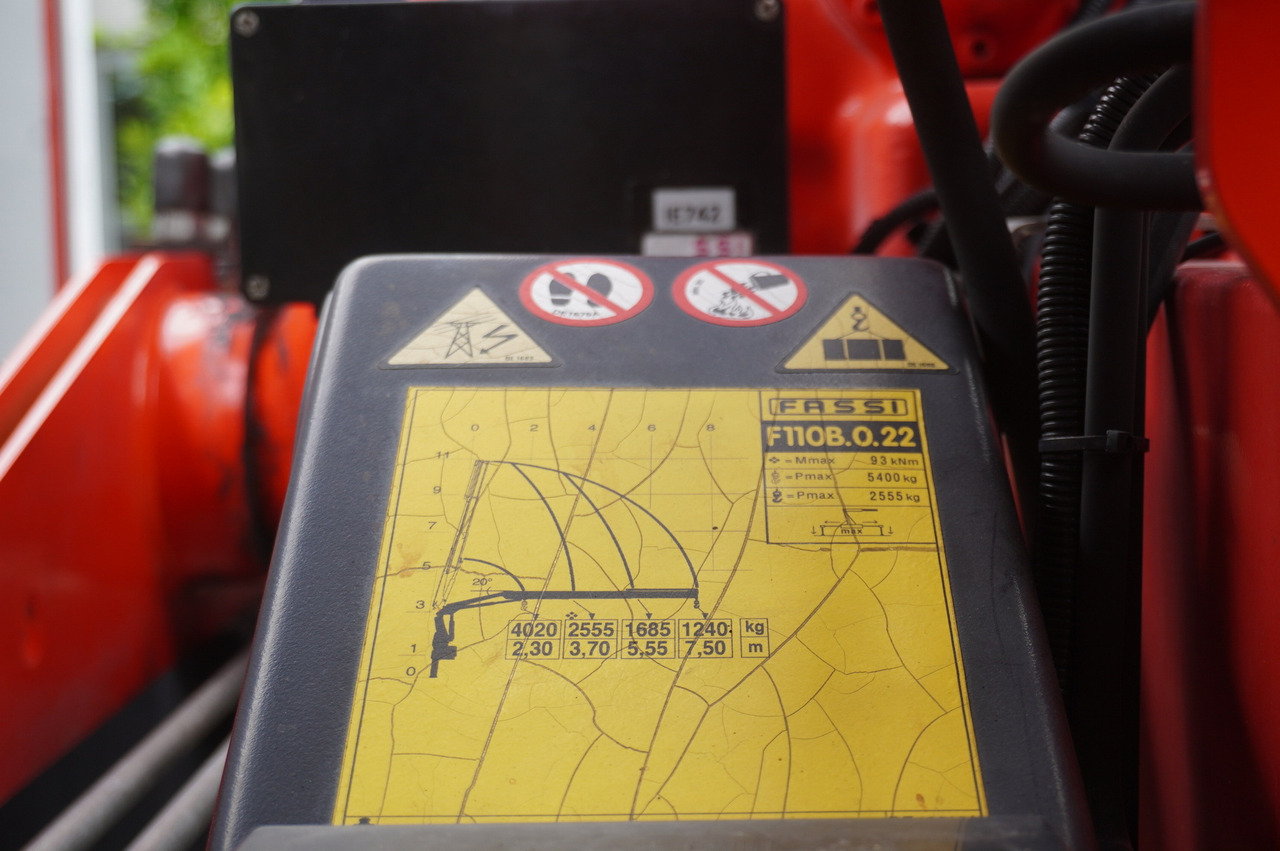 IE742
FASSI
F110B.0.22
= Mmax 93 kNm
= Pmax 5400 kg
= Pmax 2555 kg
max
0 2 4 6 8
11
9
7
5
20°
3
4020 2555 1685 1240 kg
2,30 3,70 5,55 7,50 m
1
0